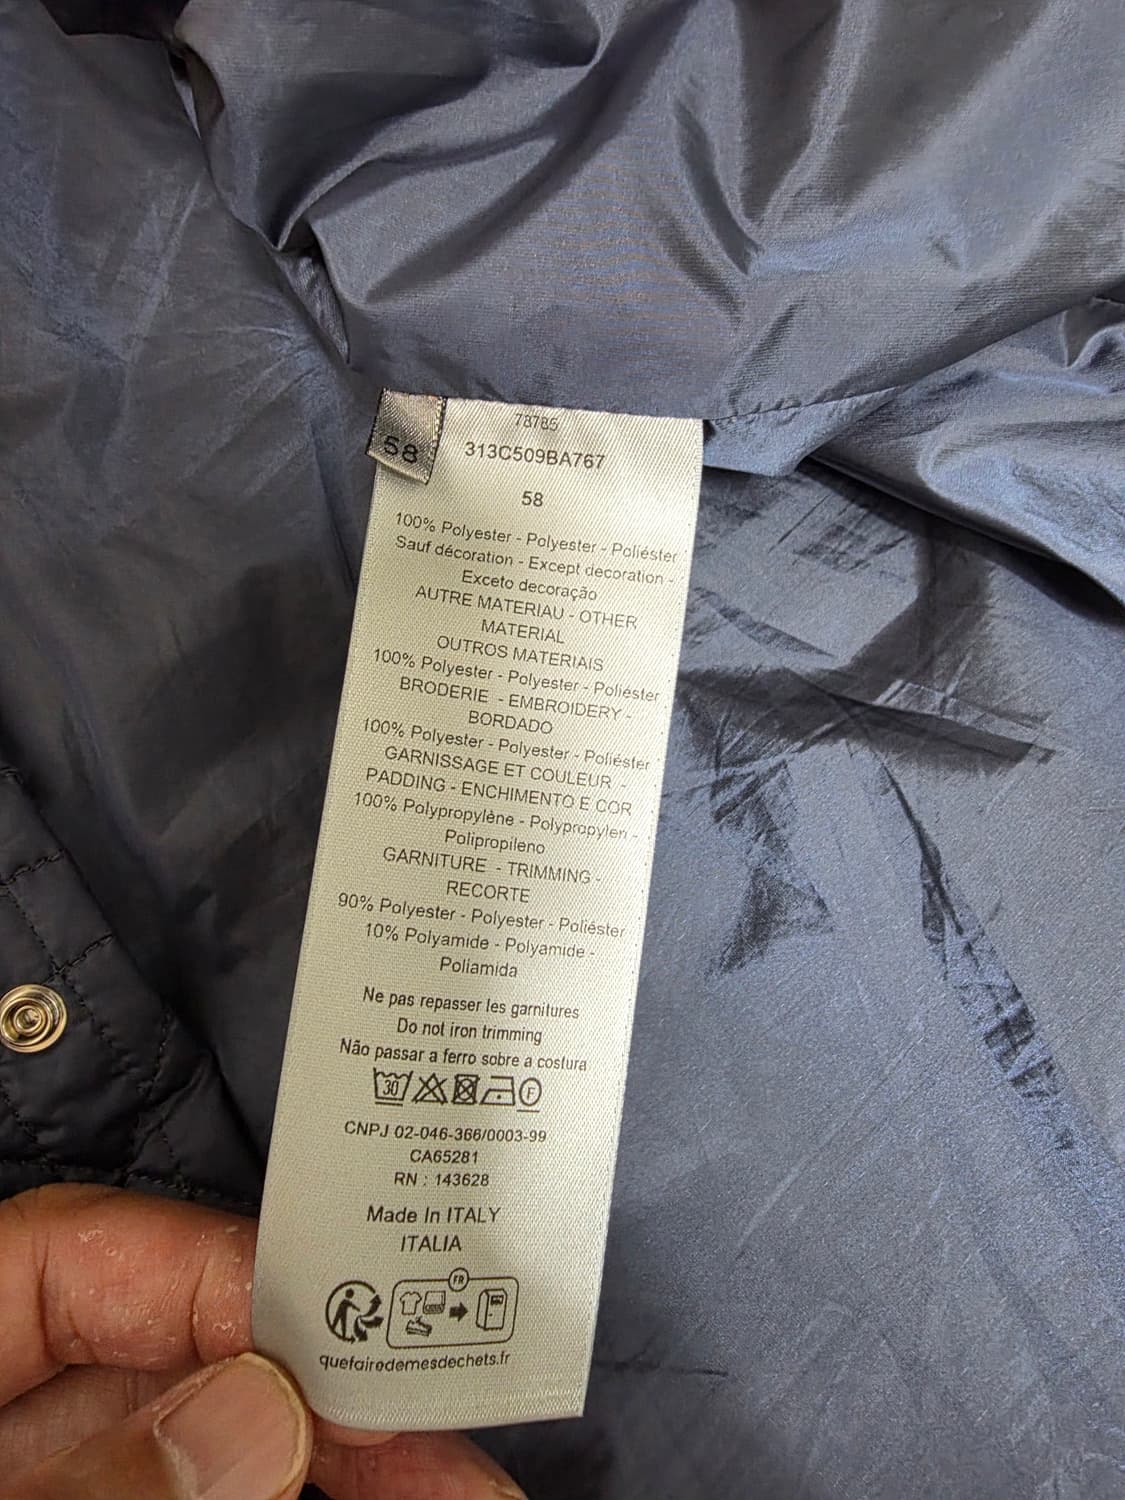 58
78785
313C509BA767
58
100% Polyester - Polyester - Poliéster
Sauf décoration - Except decoration -
Exceto decoração
AUTRE MATERIAU - OTHER
MATERIAL
OUTROS MATERIAIS
100% Polyester - Polyester - Poliéster
BRODERIE - EMBROIDERY -
BORDADO
100% Polyester - Polyester - Poliéster
GARNISSAGE ET COULEUR -
PADDING - ENCHIMENTO E COR
100% Polypropylène - Polypropylen -
Polipropileno
GARNITURE - TRIMMING -
RECORTE
90% Polyester - Polyester - Poliéster
10% Polyamide - Polyamide -
Poliamida
Ne pas repasser les garnitures
Do not iron trimming
Não passar a ferro sobre a costura
30 F
CNPJ 02-046-366/0003-99
CA65281
RN : 143628
Made In ITALY
ITALIA
FR
quefairedemesdechets.fr